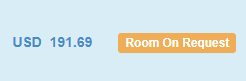 USD 191.69 Room On Request